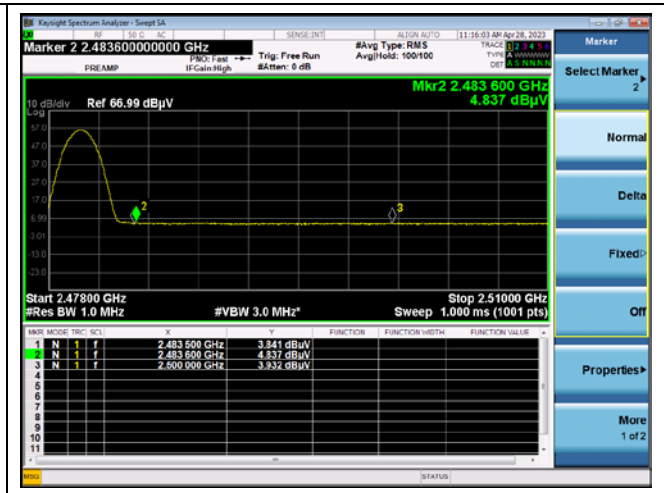 Keysight Spectrum Analyzer - Swept SA
RF 50 Ω AC SENSE:INT ALIGN AUTO 11:16:03 AM Apr 28, 2023
Marker 2 2.483600000000 GHz #Avg Type: RMS TRACE 1 2 3 4 5 6
PNO: Fast Trig: Free Run Avg|Hold: 100/100 TYPE A WWWWW
PREAMP IFGain:High #Atten: 0 dB DET A S N N N N
Mkr2 2.483 600 GHz
4.837 dBµV
10 dB/div Ref 66.99 dBµV
Log
57.0
47.0
37.0
27.0
17.0
6.99
-3.01
-13.0
-23.0
2
3
Start 2.47800 GHz Stop 2.51000 GHz
#Res BW 1.0 MHz #VBW 3.0 MHz* Sweep 1.000 ms (1001 pts)
MKR MODE TRC SCL X Y FUNCTION FUNCTION WIDTH FUNCTION VALUE
1 N 1 f 2.483 500 GHz 3.841 dBuV
2 N 1 f 2.483 600 GHz 4.837 dBuV
3 N 1 f 2.500 000 GHz 3.932 dBuV
4
5
6
7
8
9
10
11
MSG STATUS
Marker
Select Marker
2
Normal
Delta
Fixed
Off
Properties
More
1 of 2